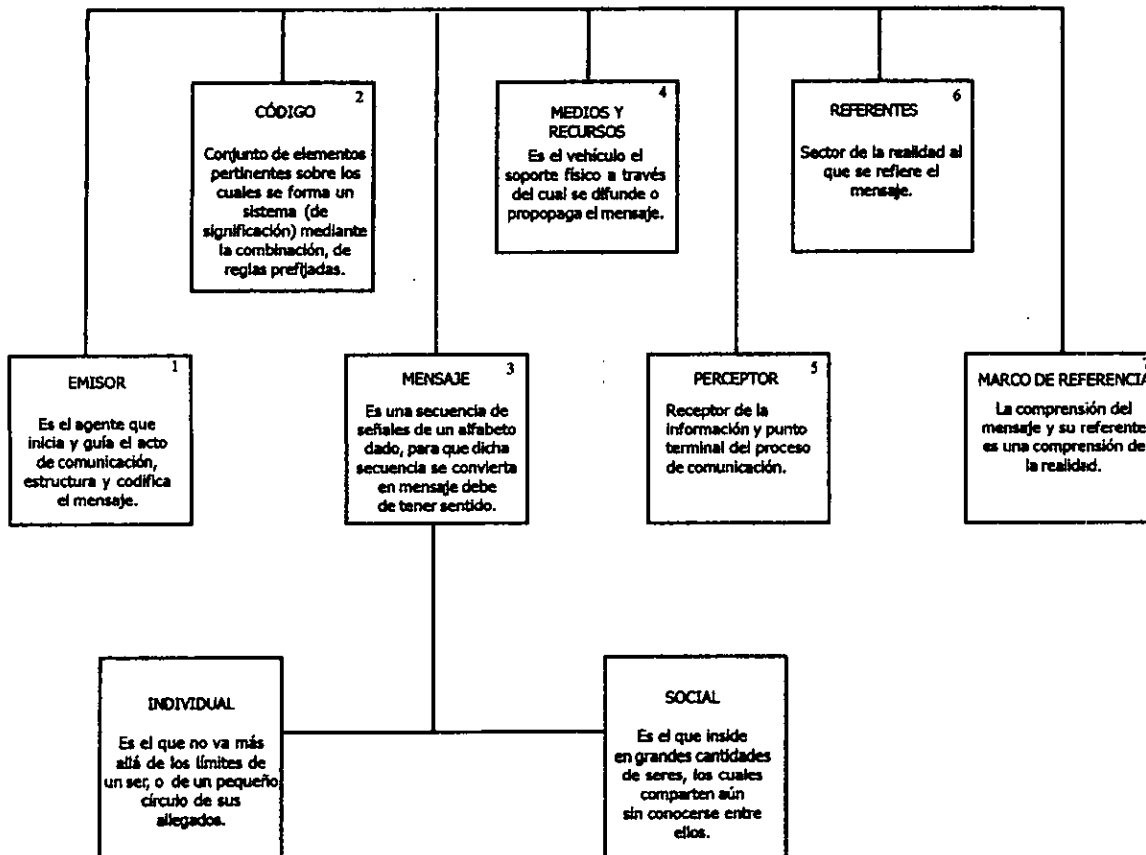 1
EMISOR
Es el agente que
inicia y guía el acto
de comunicación,
estructura y codifica
el mensaje.
2
CÓDIGO
Conjunto de elementos
pertinentes sobre los
cuales se forma un
sistema (de
significación) mediante
la combinación, de
reglas prefijadas.
3
MENSAJE
Es una secuencia de
señales de un alfabeto
dado, para que dicha
secuencia se convierta
en mensaje debe
de tener sentido.
4
MEDIOS Y
RECURSOS
Es el vehículo el
soporte físico a través
del cual se difunde o
propopaga el mensaje.
5
PERCEPTOR
Receptor de la
información y punto
terminal del proceso
de comunicación.
6
REFERENTES
Sector de la realidad al
que se refiere el
mensaje.
MARCO DE REFERENCIA
La comprensión del
mensaje y su referente
es una comprensión de
la realidad.
INDIVIDUAL
Es el que no va más
allá de los límites de
un ser, o de un pequeño
círculo de sus
allegados.
SOCIAL
Es el que inside
en grandes cantidades
de seres, los cuales
comparten aún
sin conocerse entre
ellos.